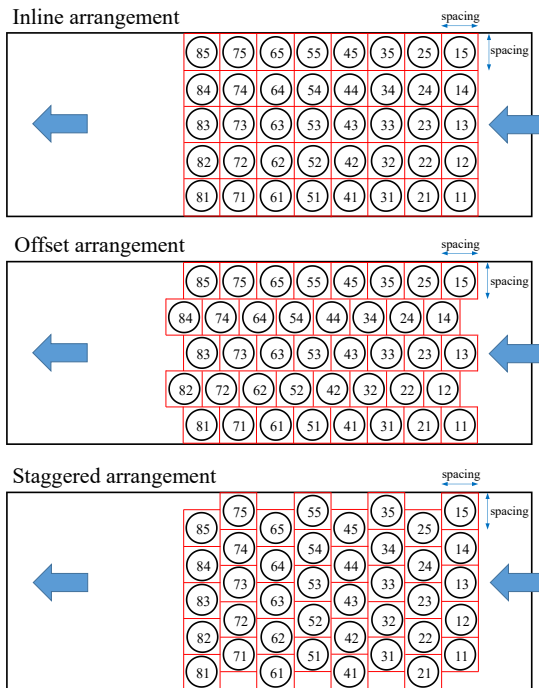 Inline arrangement
spacing
85 75 65 55 45 35 25 15
spacing
84 74 64 54 44 34 24 14
83 73 63 53 43 33 23 13
82 72 62 52 42 32 22 12
81 71 61 51 41 31 21 11
Offset arrangement
spacing
85 75 65 55 45 35 25 15
spacing
84 74 64 54 44 34 24 14
83 73 63 53 43 33 23 13
82 72 62 52 42 32 22 12
81 71 61 51 41 31 21 11
Staggered arrangement
spacing
75 55 35 15
spacing
85 65 45 25
74 54 34 14
84 64 44 24
73 53 33 13
83 63 43 23
72 52 32 12
82 62 42 22
71 51 31 11
81 61 41 21